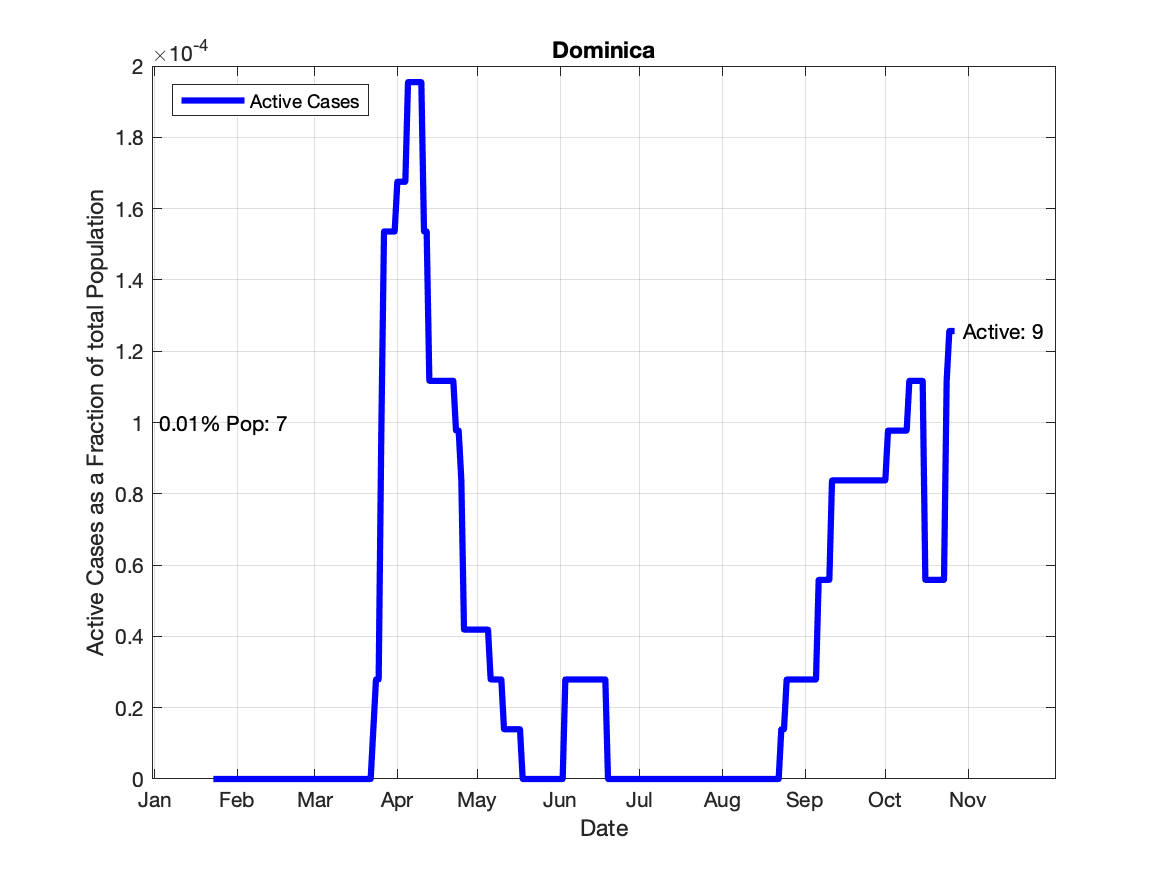 Dominica
×10-4
2
1.8
1.6
1.4
1.2
1
0.8
0.6
0.4
0.2
0
Active Cases as a Fraction of total Population
Active Cases
0.01% Pop: 7
Active: 9
Jan Feb Mar Apr May Jun Jul Aug Sep Oct Nov
Date